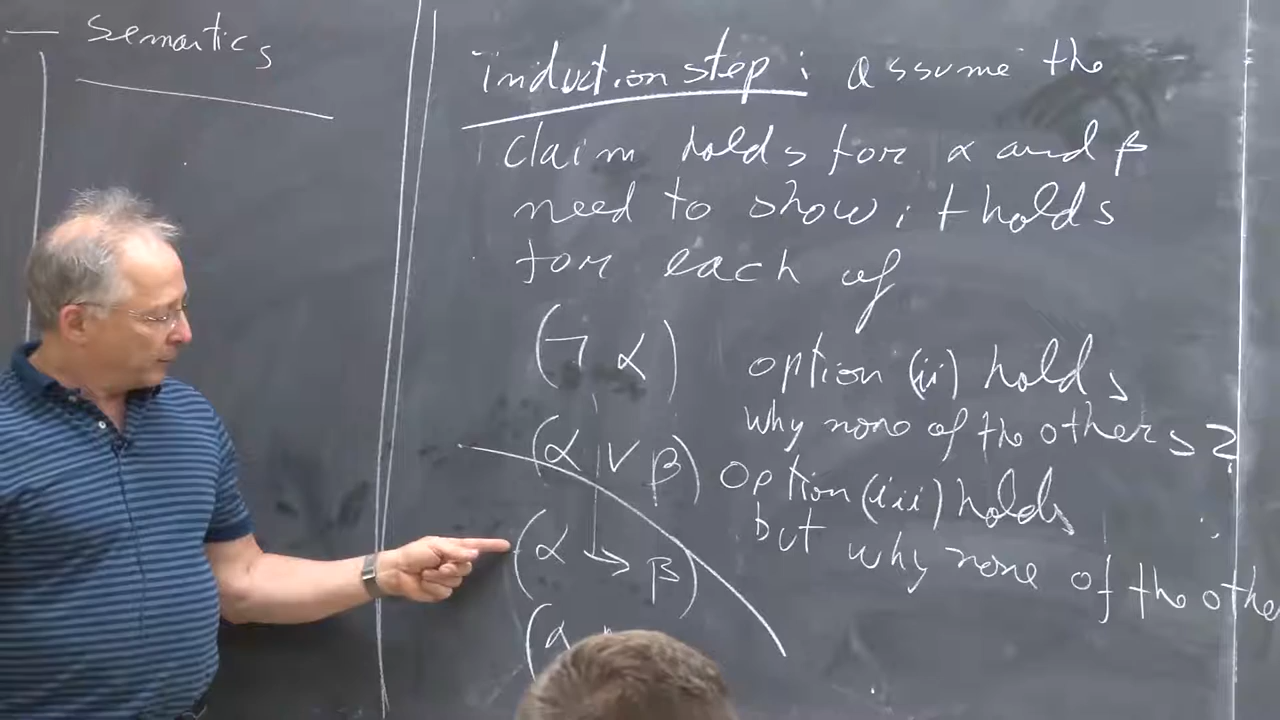 — Semantics
induction step: assume the
claim holds for α and β
need to show it holds
for each of
(¬ α) option (ii) holds
why none of the others?
(α ∨ β) option (iii) holds
but why none of the othe
(α → β)
(α